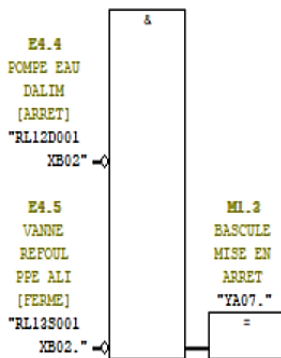 &
E4.4
POMPE EAU
DALIM
[ARRET]
"RL12D001
XB02"
E4.5
VANNE
REFOUL
PPE ALI
[FERME]
"RL13S001
XB02."
M1.2
BASCULE
MISE EN
ARRET
"YA07."
=